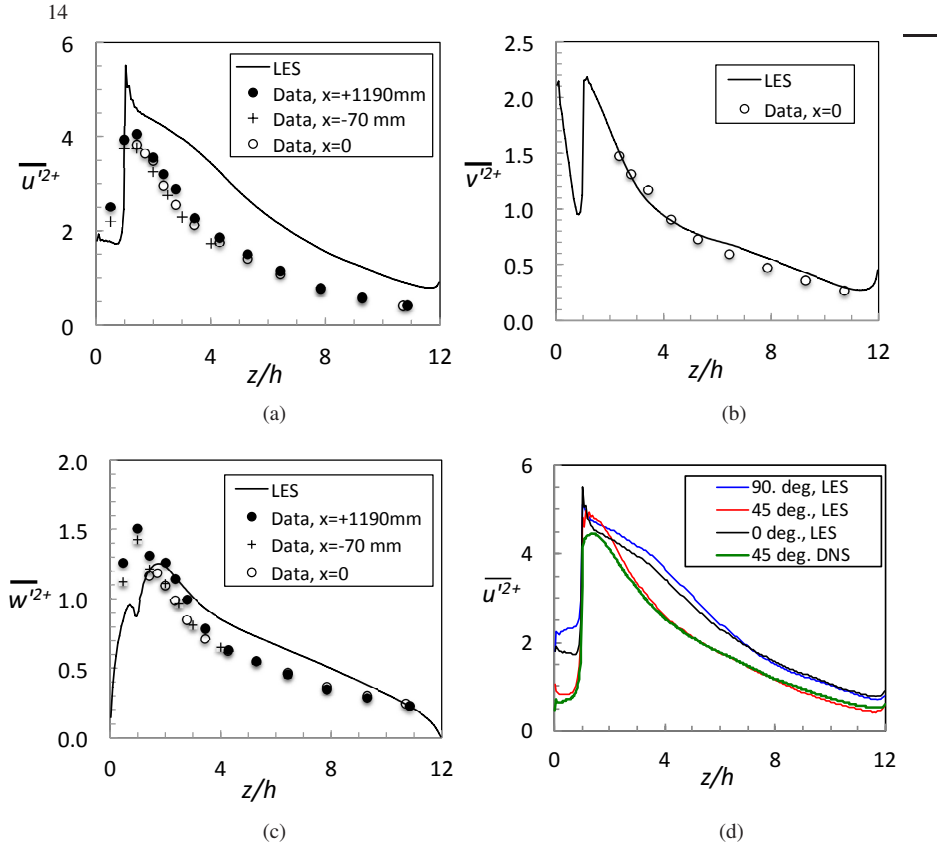 14
6
4
2
0
u'2+
LES
Data, x=+1190mm
Data, x=-70 mm
Data, x=0
0 4 8 12
z/h
(a)
2.5
2.0
1.5
1.0
0.5
0.0
v'2+
LES
Data, x=0
0 4 8 12
z/h
(b)
2.0
1.5
1.0
0.5
0.0
w'2+
LES
Data, x=+1190mm
Data, x=-70 mm
Data, x=0
0 4 8 12
z/h
(c)
6
4
2
0
u'2+
90. deg, LES
45 deg., LES
0 deg., LES
45 deg. DNS
0 4 8 12
z/h
(d)